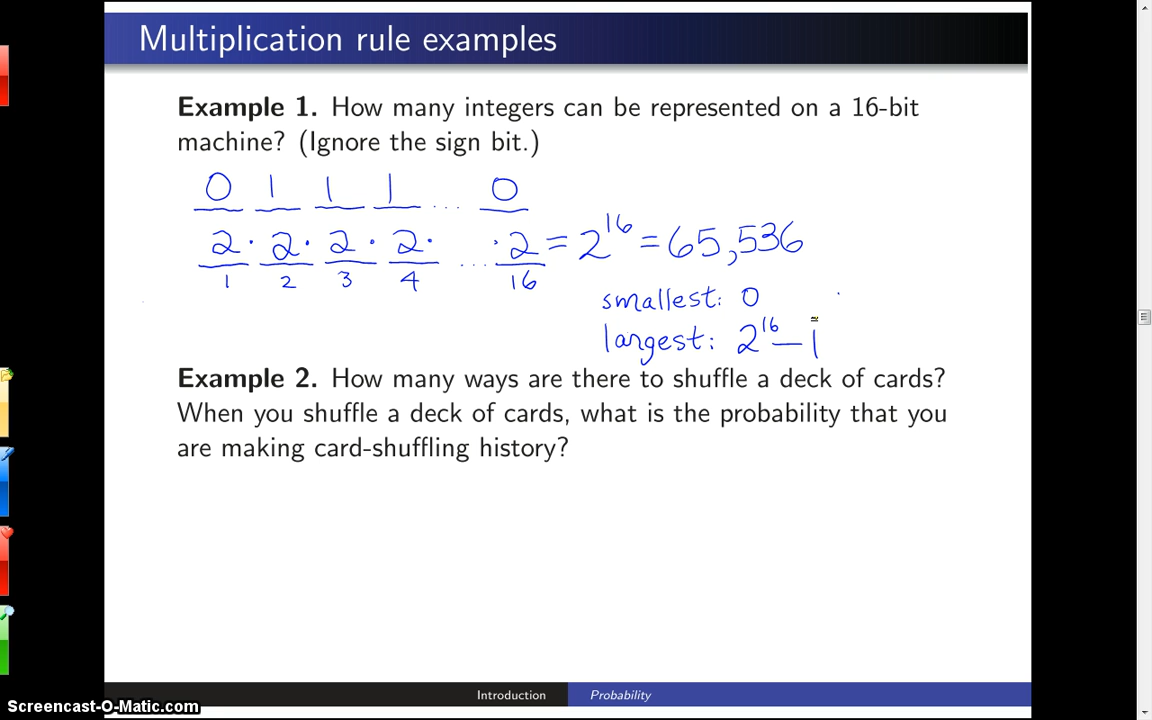 Multiplication rule examples
Example 1. How many integers can be represented on a 16-bit
machine? (Ignore the sign bit.)
0 1 1 1 ... 0
2 · 2 · 2 · 2 · ... · 2 = 2^16 = 65,536
1 2 3 4 16
smallest: 0
largest: 2^16 – 1
Example 2. How many ways are there to shuffle a deck of cards?
When you shuffle a deck of cards, what is the probability that you
are making card-shuffling history?
Introduction Probability
Screencast-O-Matic.com